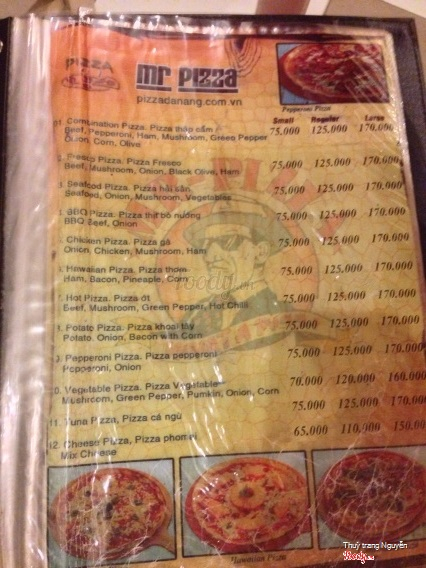 PIZZA
mr PIZZA
pizzadanang.com.vn
Pepperoni Pizza
Small Regular Large
01. Combination Pizza. Pizza thập cẩm / 75.000 125.000 170.000
Beef, Pepperoni, Ham, Mushroom, Green Pepper
Onion, Corn, Olive
Fresco Pizza. Pizza Fresco 75.000 125.000 170.000
Beef, Mushroom, Onion, Black Olive, Ham
Seafood Pizza. Pizza hải sản 75.000 125.000 170.000
Seafood, Onion, Mushroom, Vegetables
BBQ Pizza. Pizza thịt bò nướng 75.000 125.000 170.000
BBQ Beef, Onion
Chicken Pizza. Pizza gà 75.000 125.000 170.000
Onion, Chicken, Mushroom, Ham
Hawaiian Pizza. Pizza thơm 75.000 125.000 170.000
Ham, Bacon, Pineaple, Corn
Hot Pizza. Pizza ớt 75.000 125.000 170.000
Beef, Mushroom, Green Pepper, Hot Chilli
Potato Pizza. Pizza khoai tây 75.000 125.000 170.000
Potato, Onion, Bacon with Corn
Pepperoni Pizza. Pizza pepperoni 75.000 125.000 170.000
Pepperoni, Onion
10. Vegetable Pizza. Pizza Vegetable 70.000 120.000 160.000
Mushroom, Green Pepper, Pumkin, Onion, Corn
11. Tuna Pizza, Pizza cá ngừ 75.000 125.000 170.000
12. Cheese Pizza, Pizza phomai 65.000 110.000 150.000
Mix Cheese
Hawaiian Pizza
Thuỳ trang Nguyễn
Foody.vn